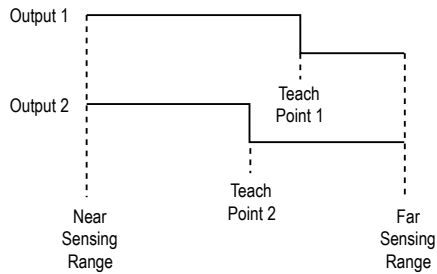 Output 1
Teach
Point 1
Output 2
Teach
Point 2
Near
Sensing
Range
Far
Sensing
Range